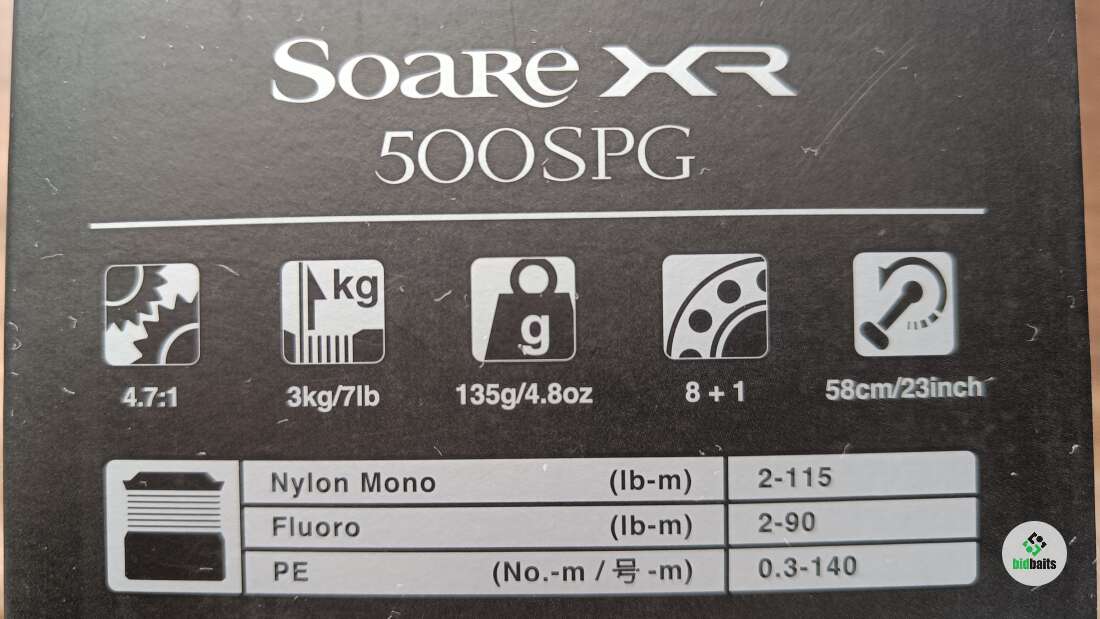 Soare XR
500SPG
kg
g
4.7:1 3kg/7lb 135g/4.8oz 8 + 1 58cm/23inch
Nylon Mono (lb-m) 2-115
Fluoro (lb-m) 2-90
PE (No.-m / 号 -m) 0.3-140
bidbaits